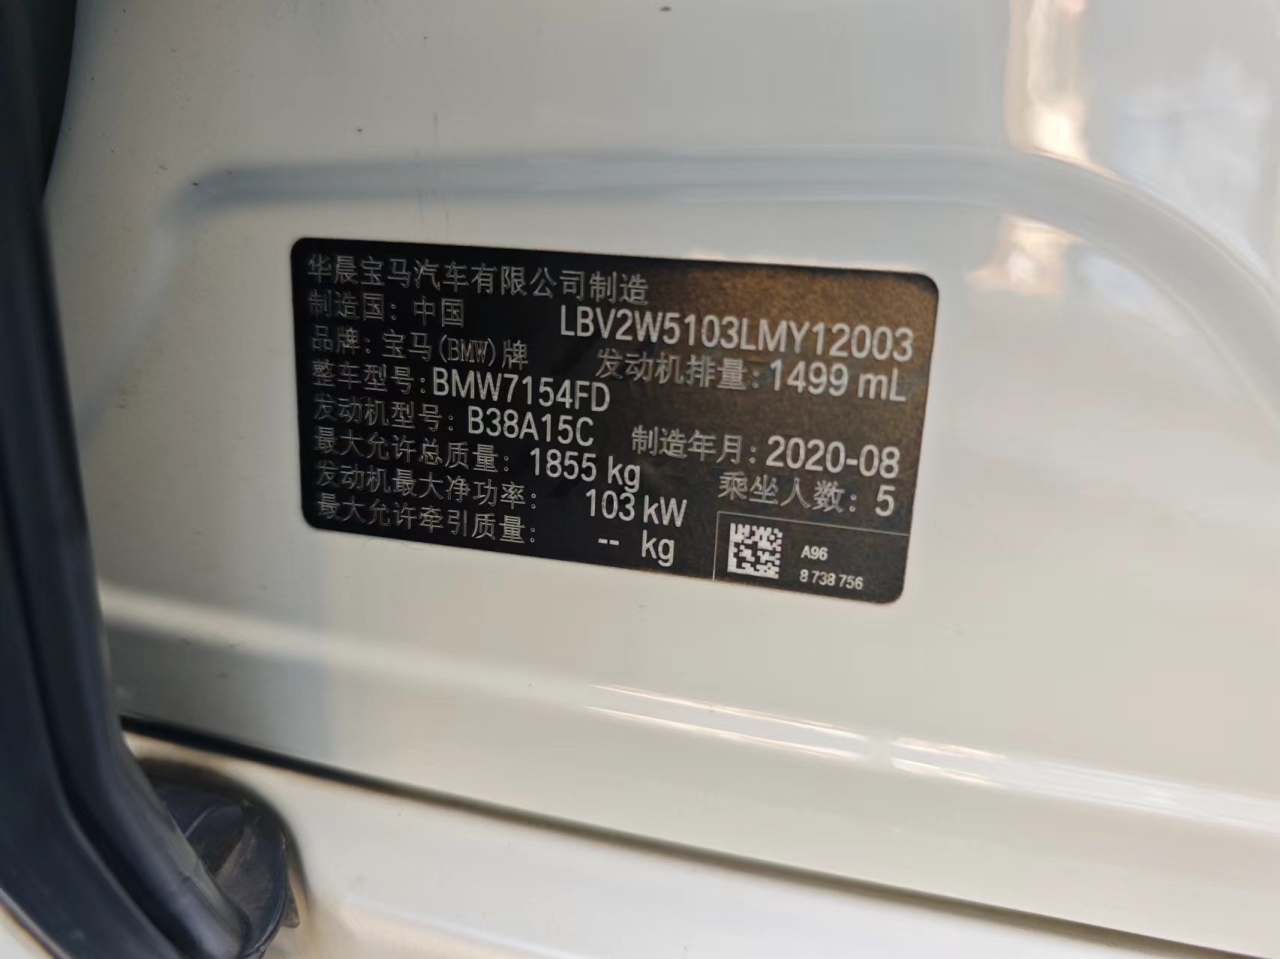 华晨宝马汽车有限公司制造
制造国：中国
LBV2W5103LMY12003
品牌：宝马(BMW)牌
发动机排量：1499 mL
整车型号：BMW7154FD
发动机型号：B38A15C
制造年月：2020-08
最大允许总质量：1855 kg
乘坐人数：5
发动机最大净功率：103 kW
最大允许牵引质量：-- kg
A96
8 738 756